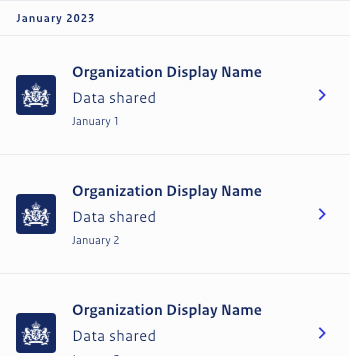 January 2023
Organization Display Name
Data shared
January 1
Organization Display Name
Data shared
January 2
Organization Display Name
Data shared